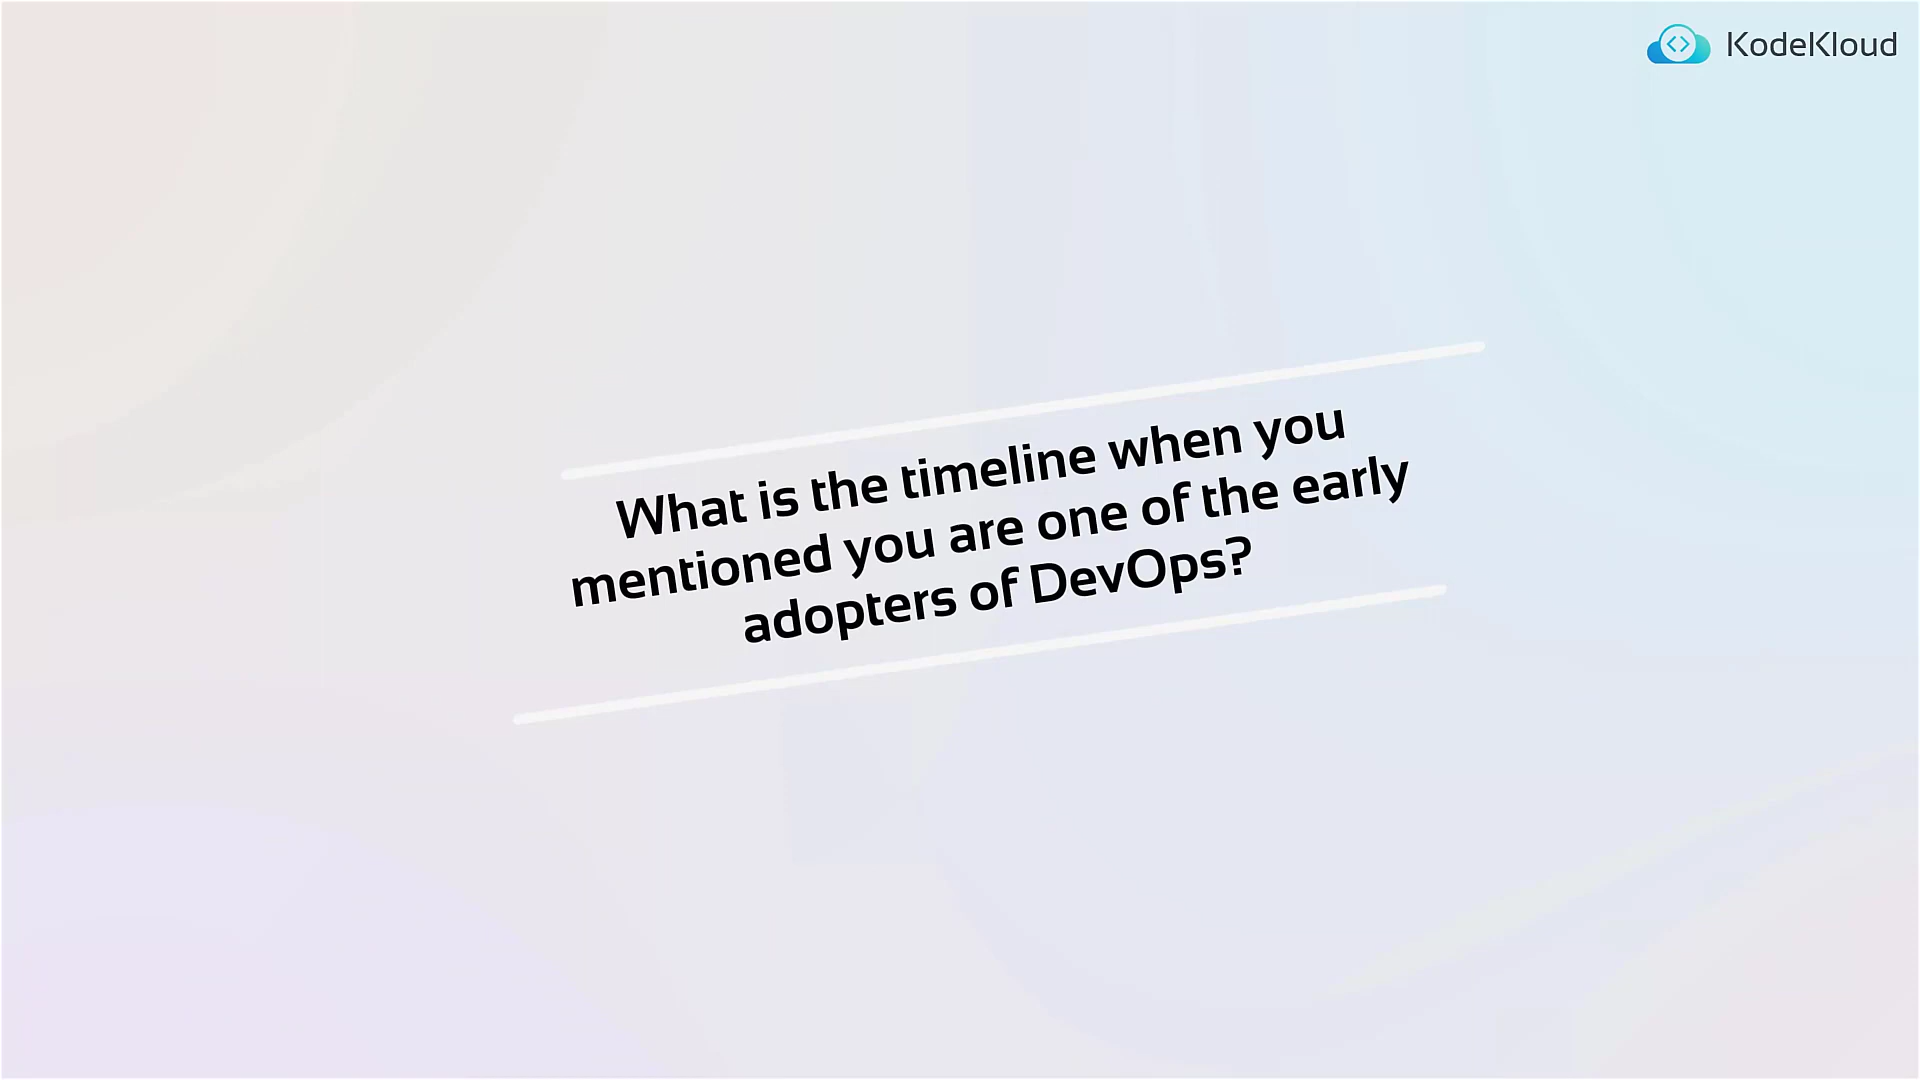 KodeKloud
What is the timeline when you
mentioned you are one of the early
adopters of DevOps?